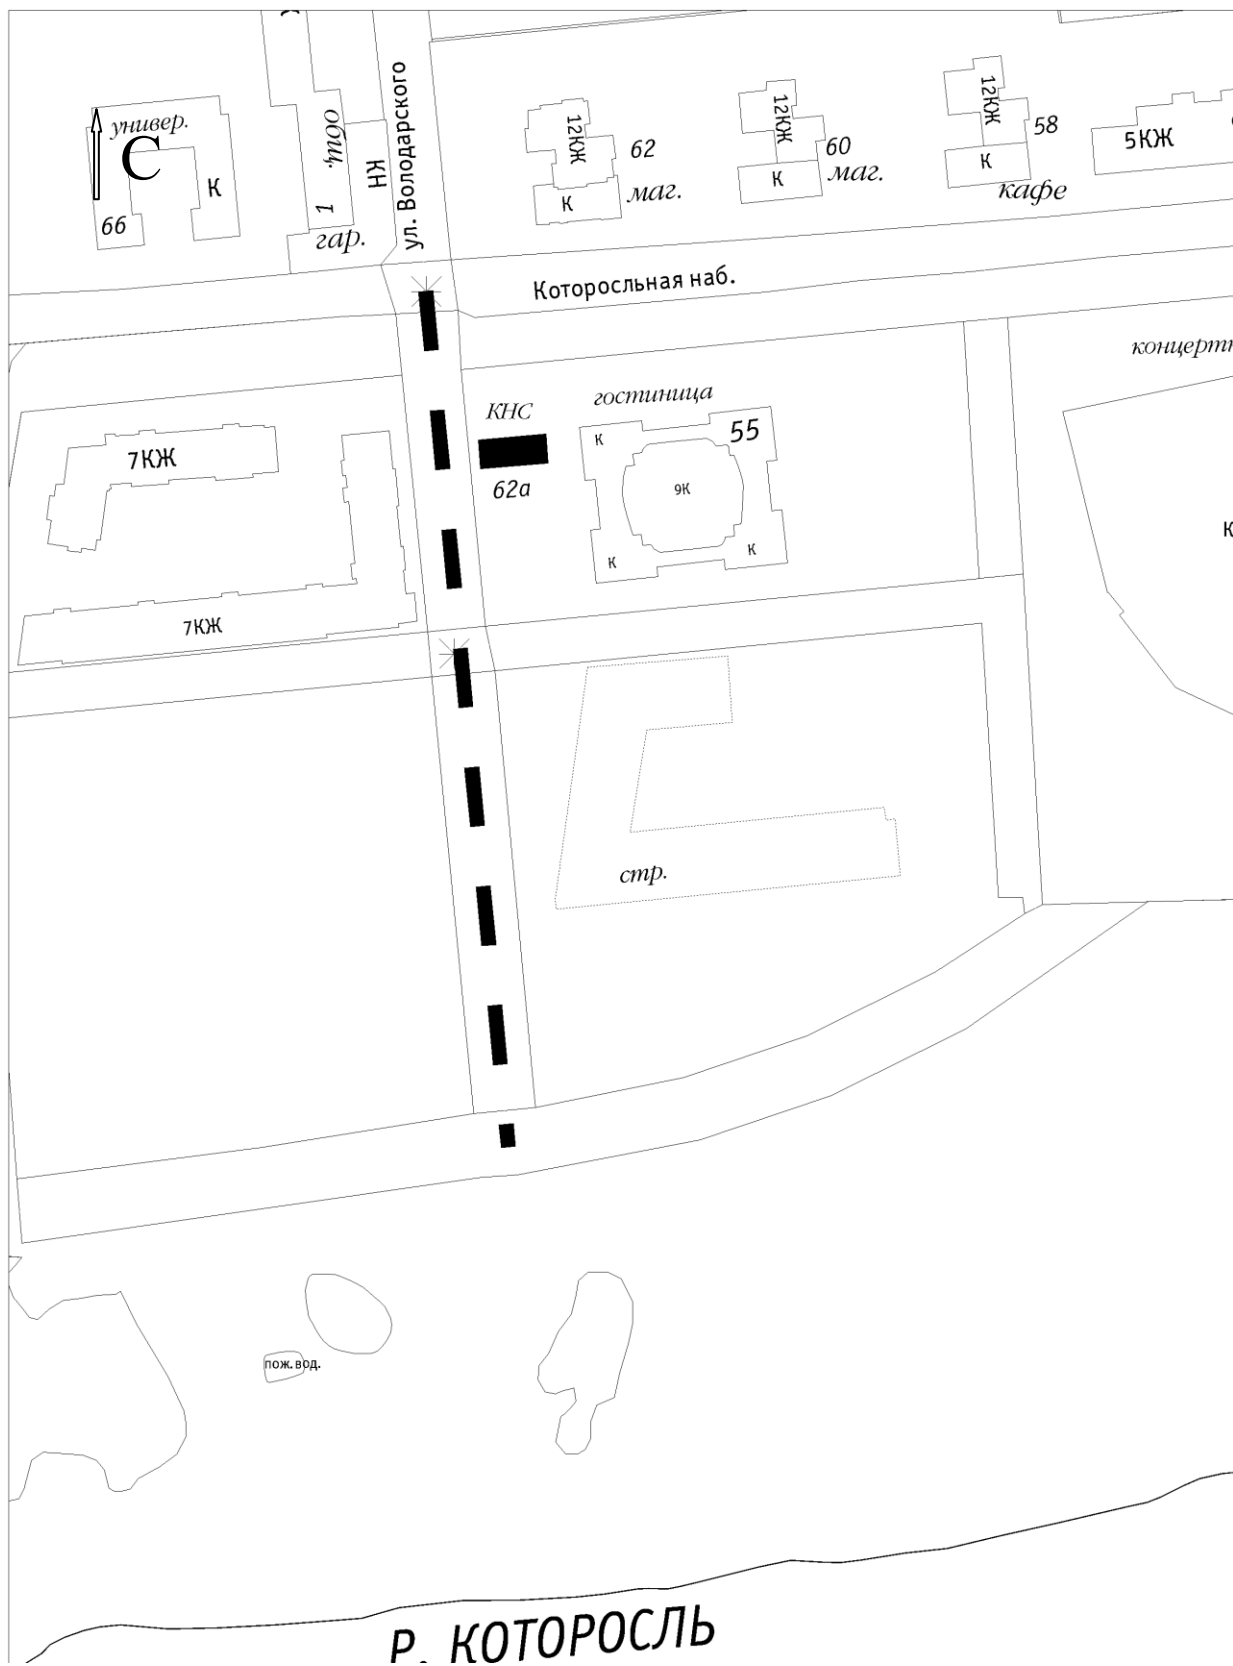 ул. Володарского
универ.
С
К
66
общ.
1
КН
гар.
12КЖ
62
К
маг.
12КЖ
60
К
маг.
12КЖ
58
К
кафе
5КЖ
Которосльная наб.
КНС
62а
гостиница
55
К
9К
К
К
7КЖ
7КЖ
стр.
пож.вод.
Р. КОТОРОСЛЬ